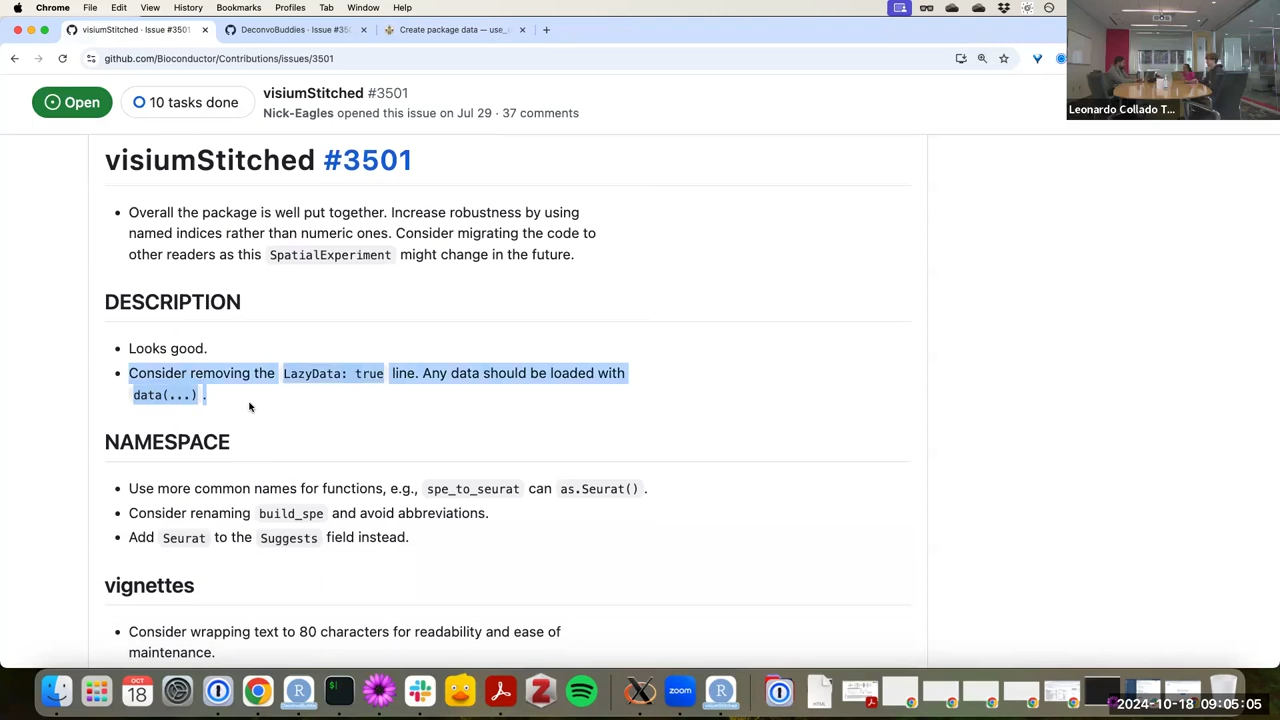 Chrome File Edit View History Bookmarks Profiles Tab Window Help
visiumStitched · Issue #3501
DeconvoBuddies · Issue #35
Create package data — use_
github.com/Bioconductor/Contributions/issues/3501
Leonardo Collado T...
Open
10 tasks done
visiumStitched #3501
Nick-Eagles opened this issue on Jul 29 · 37 comments
visiumStitched #3501
Overall the package is well put together. Increase robustness by using
named indices rather than numeric ones. Consider migrating the code to
other readers as this SpatialExperiment might change in the future.
DESCRIPTION
Looks good.
Consider removing the LazyData: true line. Any data should be loaded with
data(...) .
NAMESPACE
Use more common names for functions, e.g., spe_to_seurat can as.Seurat() .
Consider renaming build_spe and avoid abbreviations.
Add Seurat to the Suggests field instead.
vignettes
Consider wrapping text to 80 characters for readability and ease of
maintenance.
OCT
18
zoom
2024-10-18 09:05:05